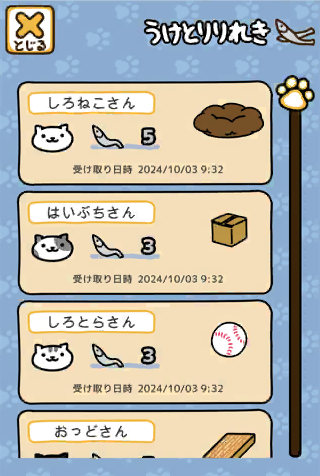 とじる
うけとりりれき
しろねこさん
5
受け取り日時 2024/10/03 9:32
はいぶちさん
3
受け取り日時 2024/10/03 9:32
しろとらさん
3
受け取り日時 2024/10/03 9:32
おっどさん